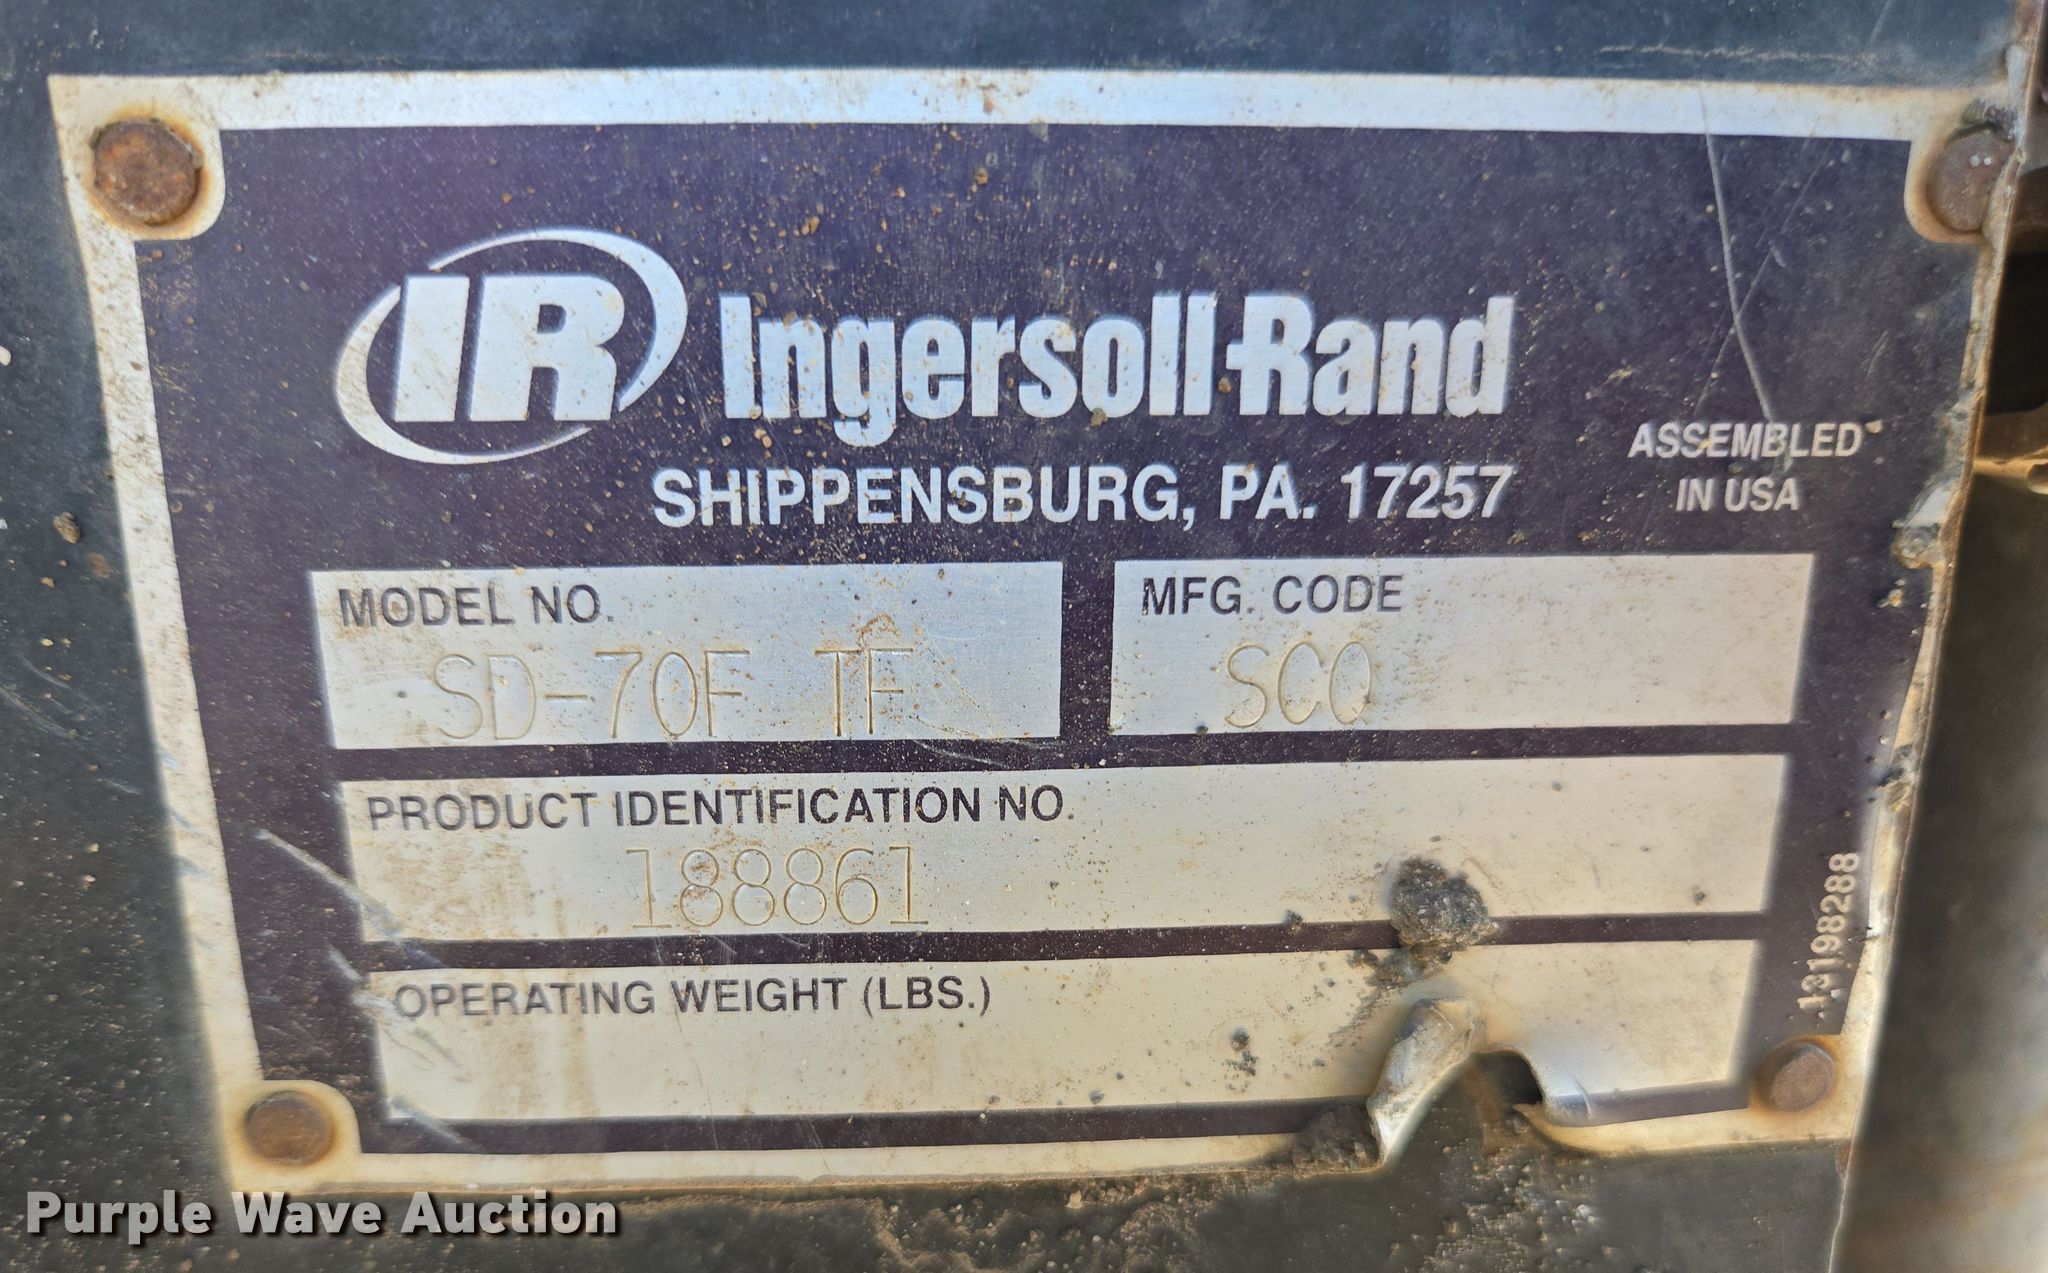 IR Ingersoll-Rand
SHIPPENSBURG, PA. 17257
ASSEMBLED
IN USA
MODEL NO.
SD-70F TF
MFG. CODE
SCQ
PRODUCT IDENTIFICATION NO.
188861
OPERATING WEIGHT (LBS.)
13198288
Purple Wave Auction